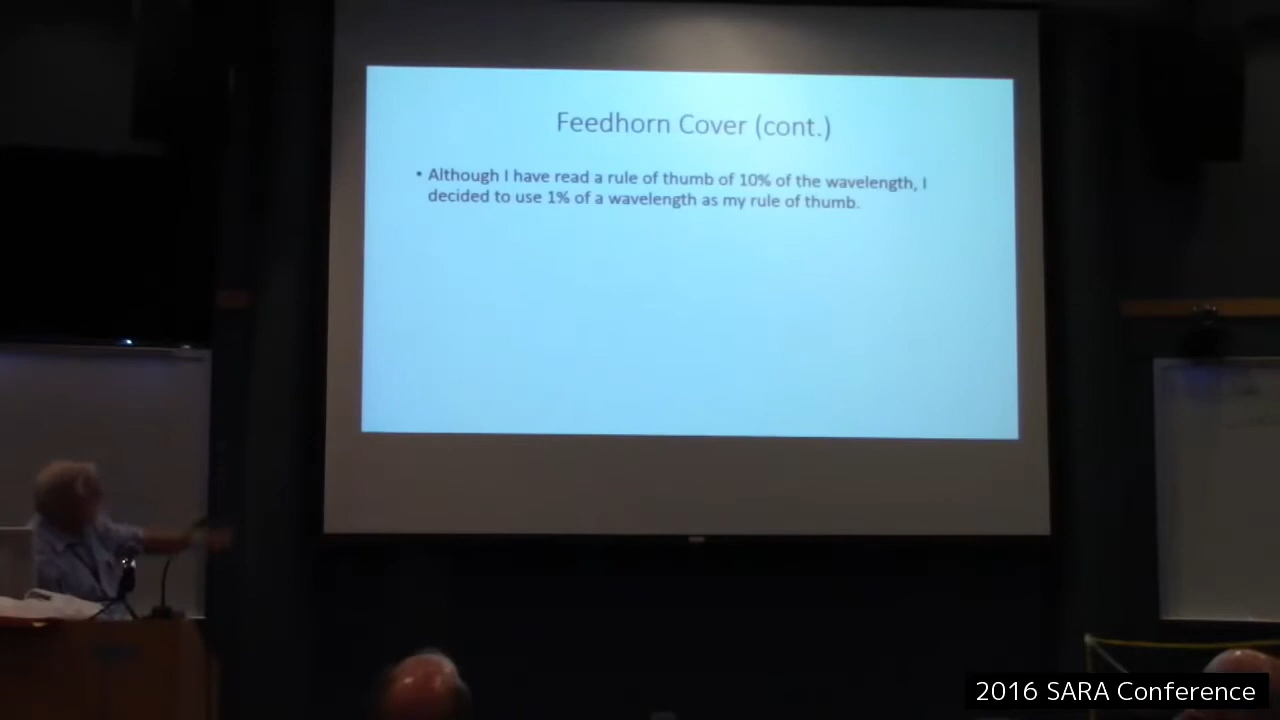 Feedhorn Cover (cont.)
• Although I have read a rule of thumb of 10% of the wavelength, I
decided to use 1% of a wavelength as my rule of thumb.
2016 SARA Conference